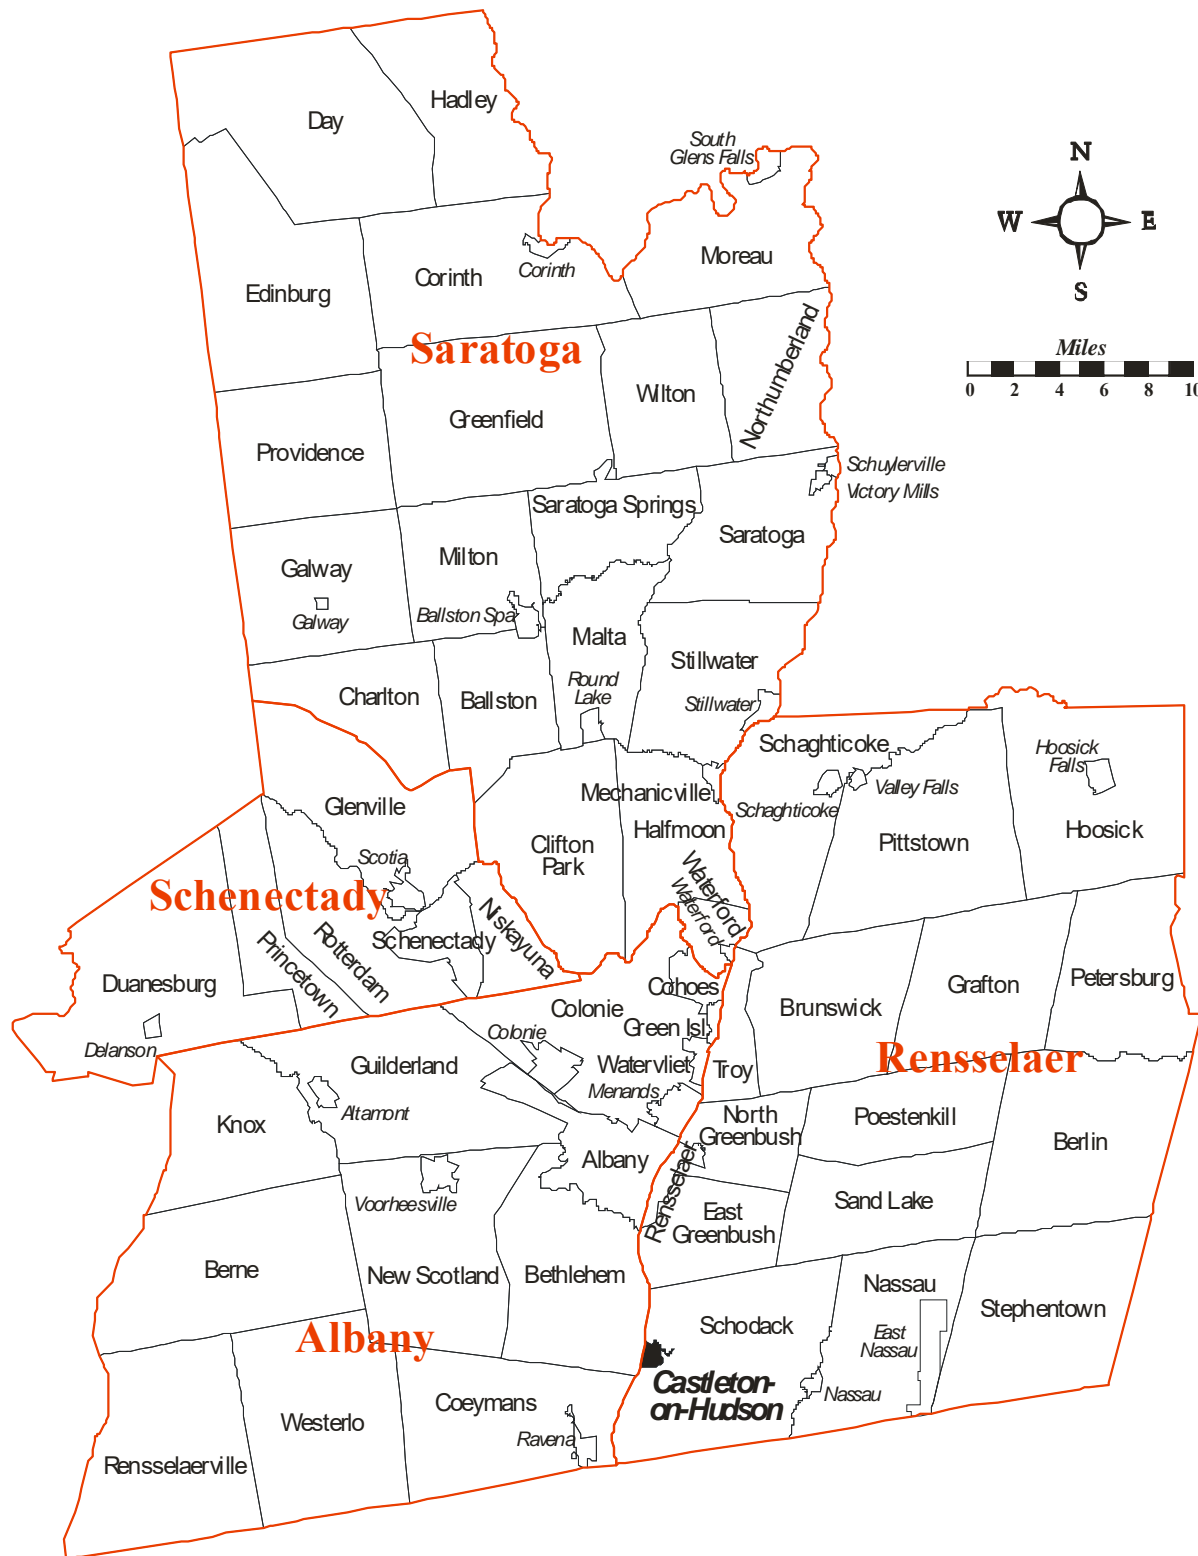 Hadley
Day
South
Glens Falls
N
W
E
S
Moreau
Corinth
Corinth
Edinburg
Miles
0 2 4 6 8 10
Saratoga
Northumberland
Wilton
Greenfield
Providence
Schuylerville
Victory Mills
Saratoga Springs
Saratoga
Milton
Galway
Galway
Ballston Spa
Malta
Stillwater
Round
Lake
Charlton
Ballston
Stillwater
Schaghticoke
Hoosick
Falls
Valley Falls
Schaghticoke
Mechanicville
Glenville
Halfmoon
Hoosick
Pittstown
Clifton
Park
Scotia
Waterford
Waterford
Schenectady
Schenectady
Niskayuna
Rotterdam
Princetown
Duanesburg
Delanson
Cohoes
Colonie
Green Isl.
Colonie
Watervliet
Menands
Troy
Brunswick
Grafton
Petersburg
Rensselaer
Guilderland
Altamont
Knox
North
Greenbush
Poestenkill
Berlin
Albany
Rensselaer
Voorheesville
Sand Lake
East
Greenbush
Berne
New Scotland
Bethlehem
Nassau
Stephentown
Albany
Schodack
East
Nassau
Castleton-
on-Hudson
Nassau
Coeymans
Westerlo
Ravena
Rensselaerville